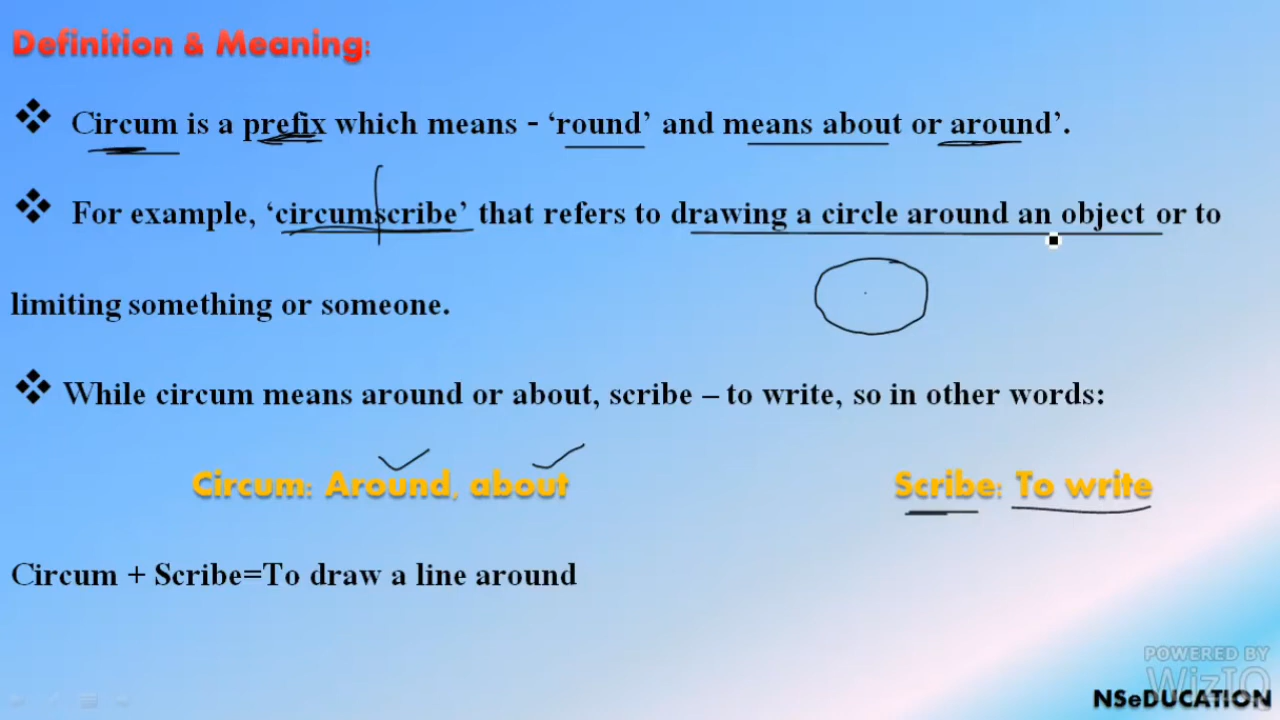 Definition & Meaning:
❖ Circum is a prefix which means - ‘round’ and means about or around’.
❖ For example, ‘circumscribe’ that refers to drawing a circle around an object or to
limiting something or someone.
❖ While circum means around or about, scribe – to write, so in other words:
Circum: Around, about Scribe: To write
Circum + Scribe=To draw a line around
POWERED BY
WizIQ
NSeDUCATION